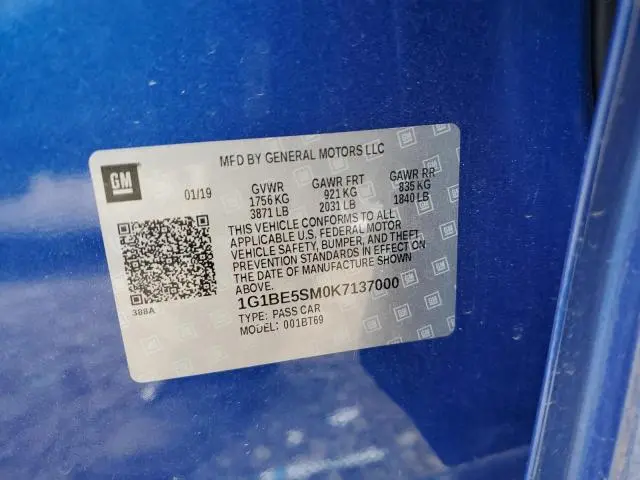 MFD BY GENERAL MOTORS LLC
GM
01/19 GVWR GAWR FRT GAWR RR
1756 KG 921 KG 835 KG
3871 LB 2031 LB 1840 LB
THIS VEHICLE CONFORMS TO ALL
APPLICABLE U.S. FEDERAL MOTOR
VEHICLE SAFETY, BUMPER, AND THEFT
PREVENTION STANDARDS IN EFFECT ON
THE DATE OF MANUFACTURE SHOWN ABOVE.
1G1BE5SM0K7137000
388A
TYPE: PASS CAR
MODEL: 001BT69